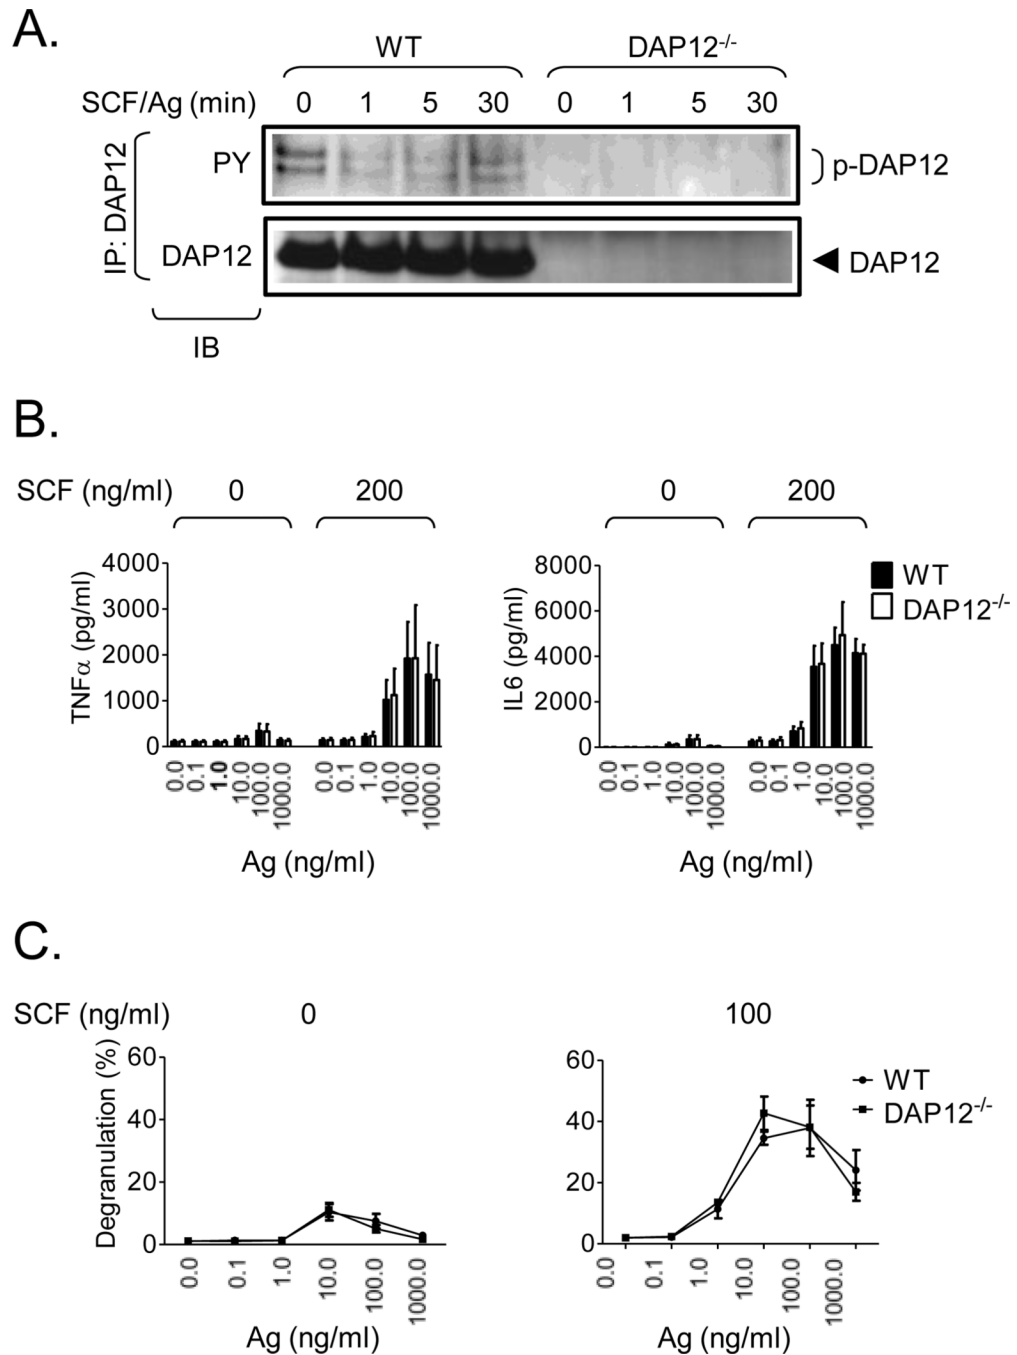 A.
WT DAP12-/-
SCF/Ag (min) 0 1 5 30 0 1 5 30
IP: DAP12
PY
p-DAP12
DAP12
DAP12
IB
B.
SCF (ng/ml) 0 200
0 200
4000
3000
2000
1000
0
TNFα (pg/ml)
0.0 0.1 1.0 10.0 100.0 1000.0 0.0 0.1 1.0 10.0 100.0 1000.0
Ag (ng/ml)
8000
6000
4000
2000
0
IL6 (pg/ml)
0.0 0.1 1.0 10.0 100.0 1000.0 0.0 0.1 1.0 10.0 100.0 1000.0
Ag (ng/ml)
WT
DAP12-/-
C.
SCF (ng/ml) 0 100
60
40
20
0
Degranulation (%)
0.0 0.1 1.0 10.0 100.0 1000.0
Ag (ng/ml)
60
40
20
0
0.0 0.1 1.0 10.0 100.0 1000.0
Ag (ng/ml)
WT
DAP12-/-